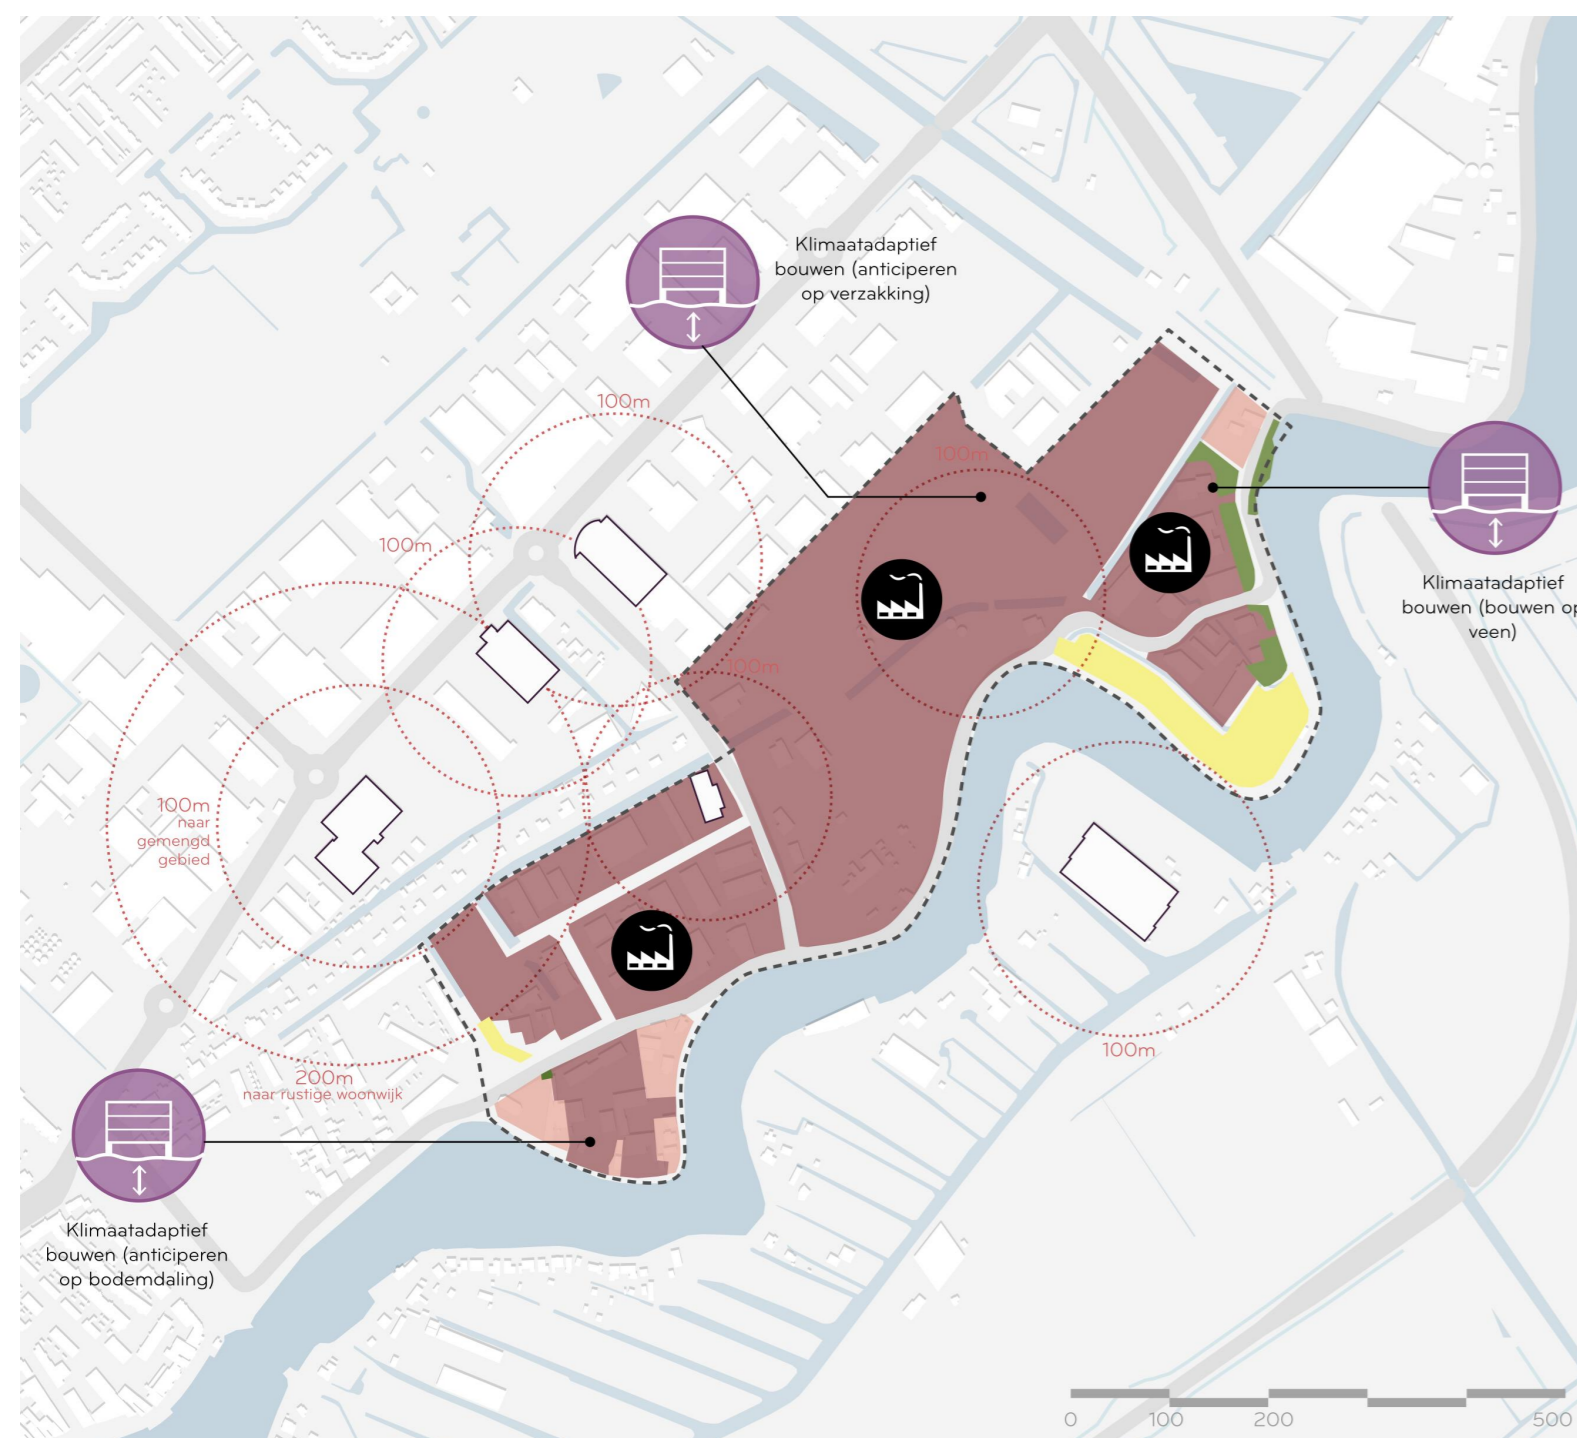 Klimaatadaptief
bouwen (anticiperen
op verzakking)
100m
100m
100m
100m
Klimaatadaptief
bouwen (bouwen op
veen)
100m
naar
gemengd
gebied
100m
200m
naar rustige woonwijk
Klimaatadaptief
bouwen (anticiperen
op bodemdaling)
0 100 200 500